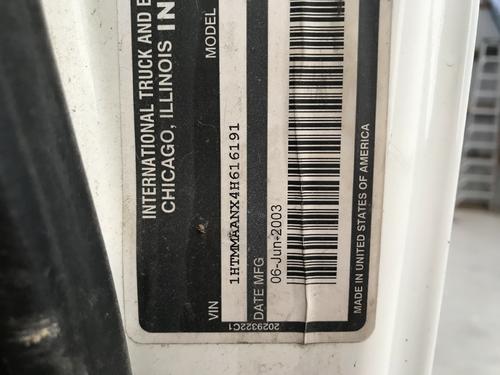 INTERNATIONAL TRUCK AND E
CHICAGO, ILLINOIS IN
MODEL
VIN
1HTMMAANX4H616191
DATE MFG
06-Jun-2003
MADE IN UNITED STATES OF AMERICA
2029322C1